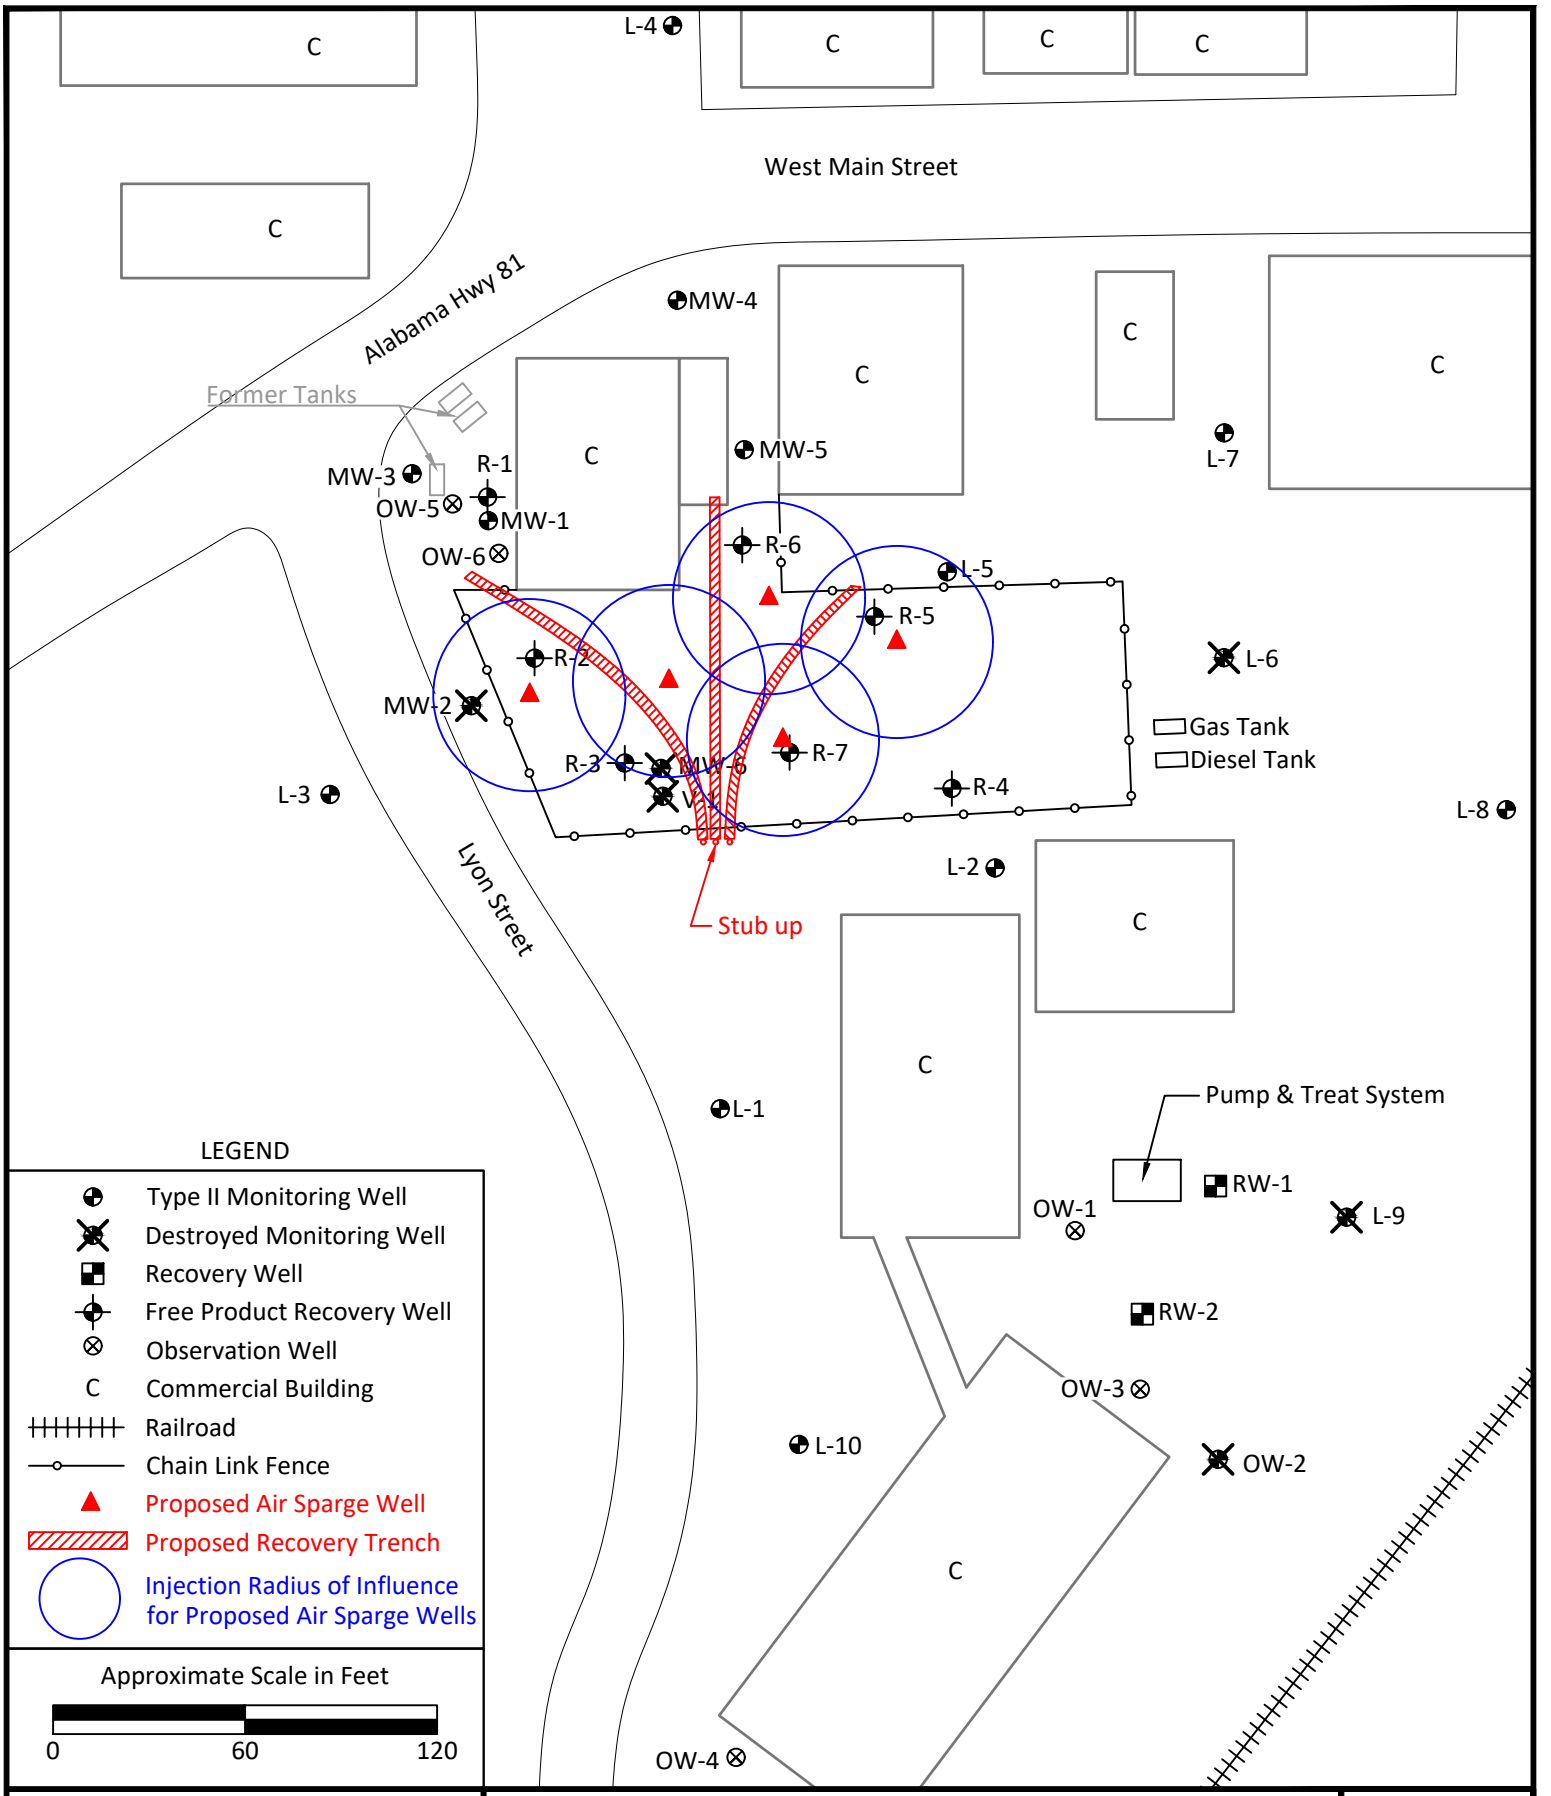 L-4
C
C
C
C
West Main Street
C
Alabama Hwy 81
MW-4
C
C
C
Former Tanks
C
MW-5
L-7
MW-3
R-1
OW-5
MW-1
OW-6
R-6
L-5
R-5
R-2
L-6
MW-2
Gas Tank
R-3
MW-6
R-7
Diesel Tank
R-4
L-3
L-8
Lyon Street
L-2
Stub up
C
C
Pump & Treat System
L-1
RW-1
OW-1
L-9
RW-2
OW-3
L-10
OW-2
C
OW-4
LEGEND
Type II Monitoring Well
Destroyed Monitoring Well
Recovery Well
Free Product Recovery Well
Observation Well
C Commercial Building
Railroad
Chain Link Fence
Proposed Air Sparge Well
Proposed Recovery Trench
Injection Radius of Influence
for Proposed Air Sparge Wells
Approximate Scale in Feet
0 60 120